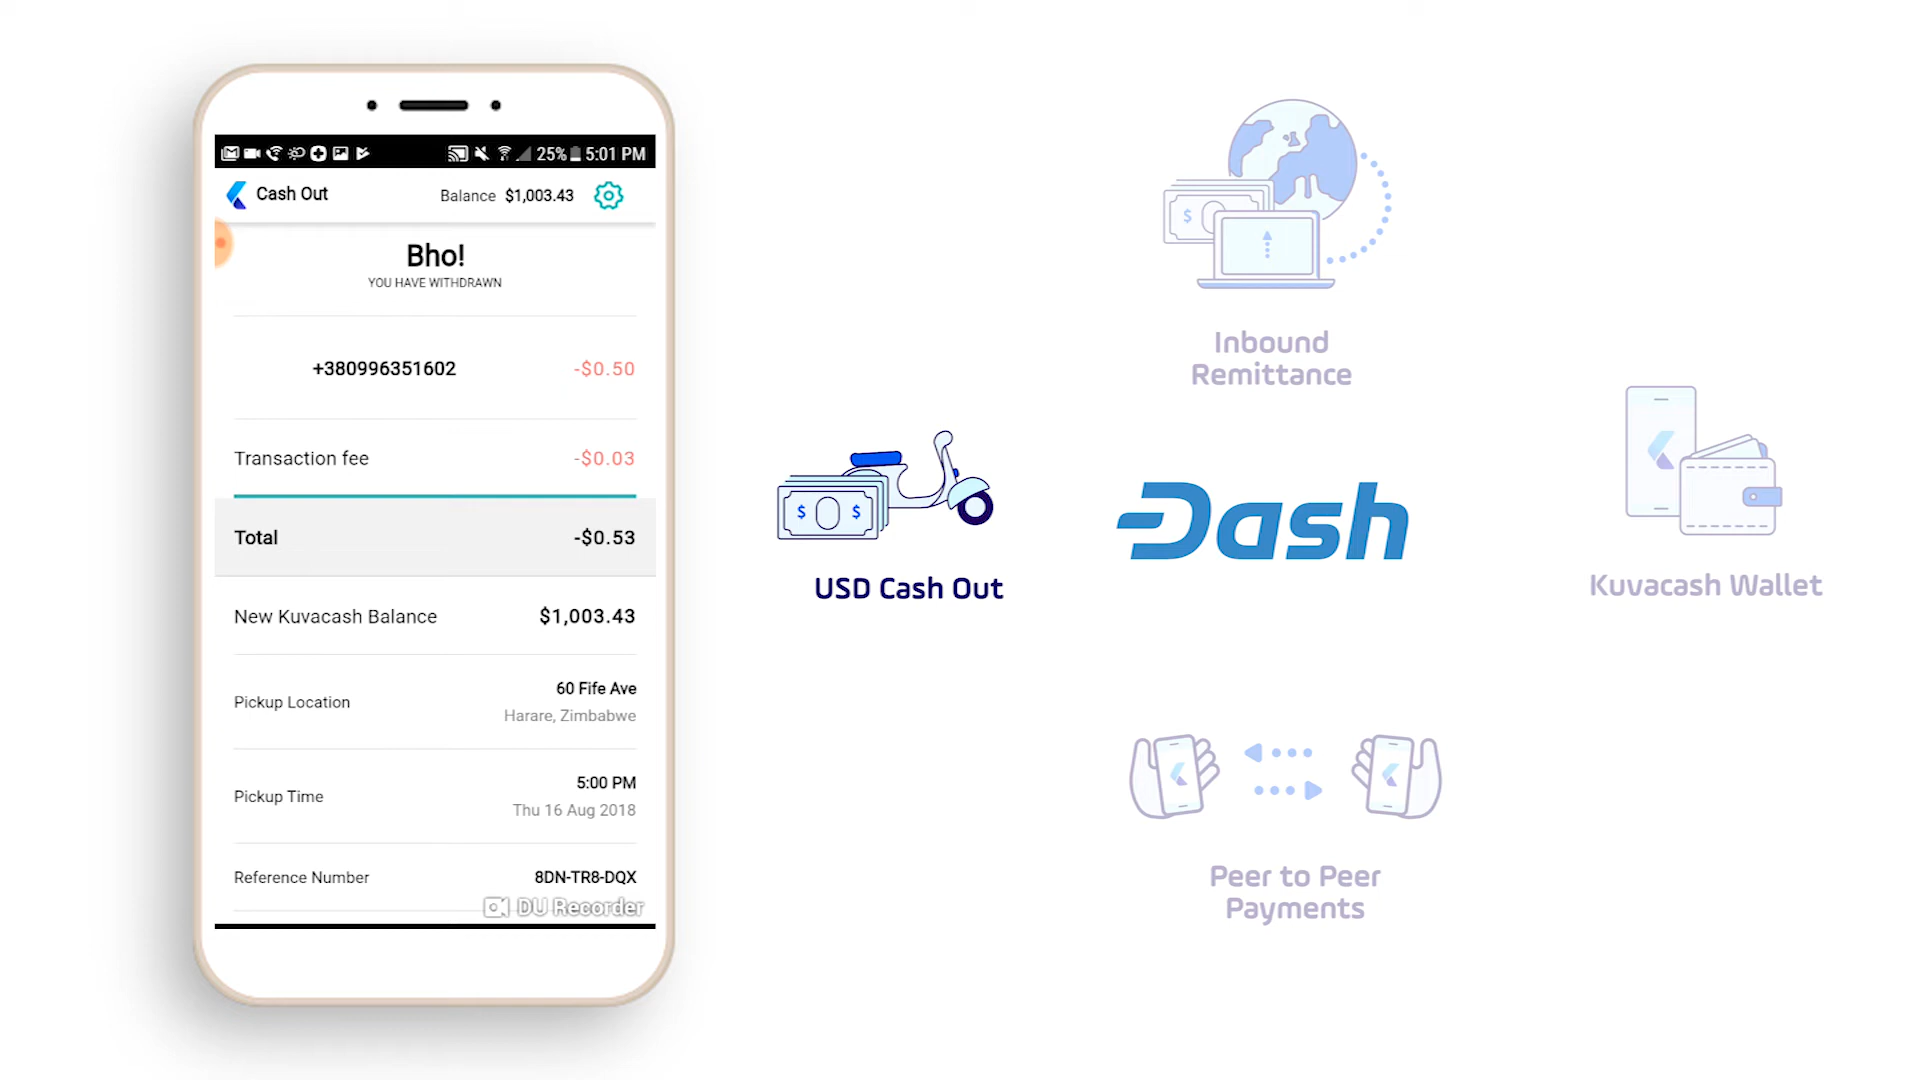 25% 5:01 PM
Cash Out Balance $1,003.43
Bho!
YOU HAVE WITHDRAWN
+380996351602 -$0.50
Transaction fee -$0.03
Total -$0.53
New Kuvacash Balance $1,003.43
Pickup Location 60 Fife Ave
Harare, Zimbabwe
Pickup Time 5:00 PM
Thu 16 Aug 2018
Reference Number 8DN-TR8-DQX
DU Recorder
$
Inbound
Remittance
$ $
USD Cash Out
Dash
Kuvacash Wallet
Peer to Peer
Payments